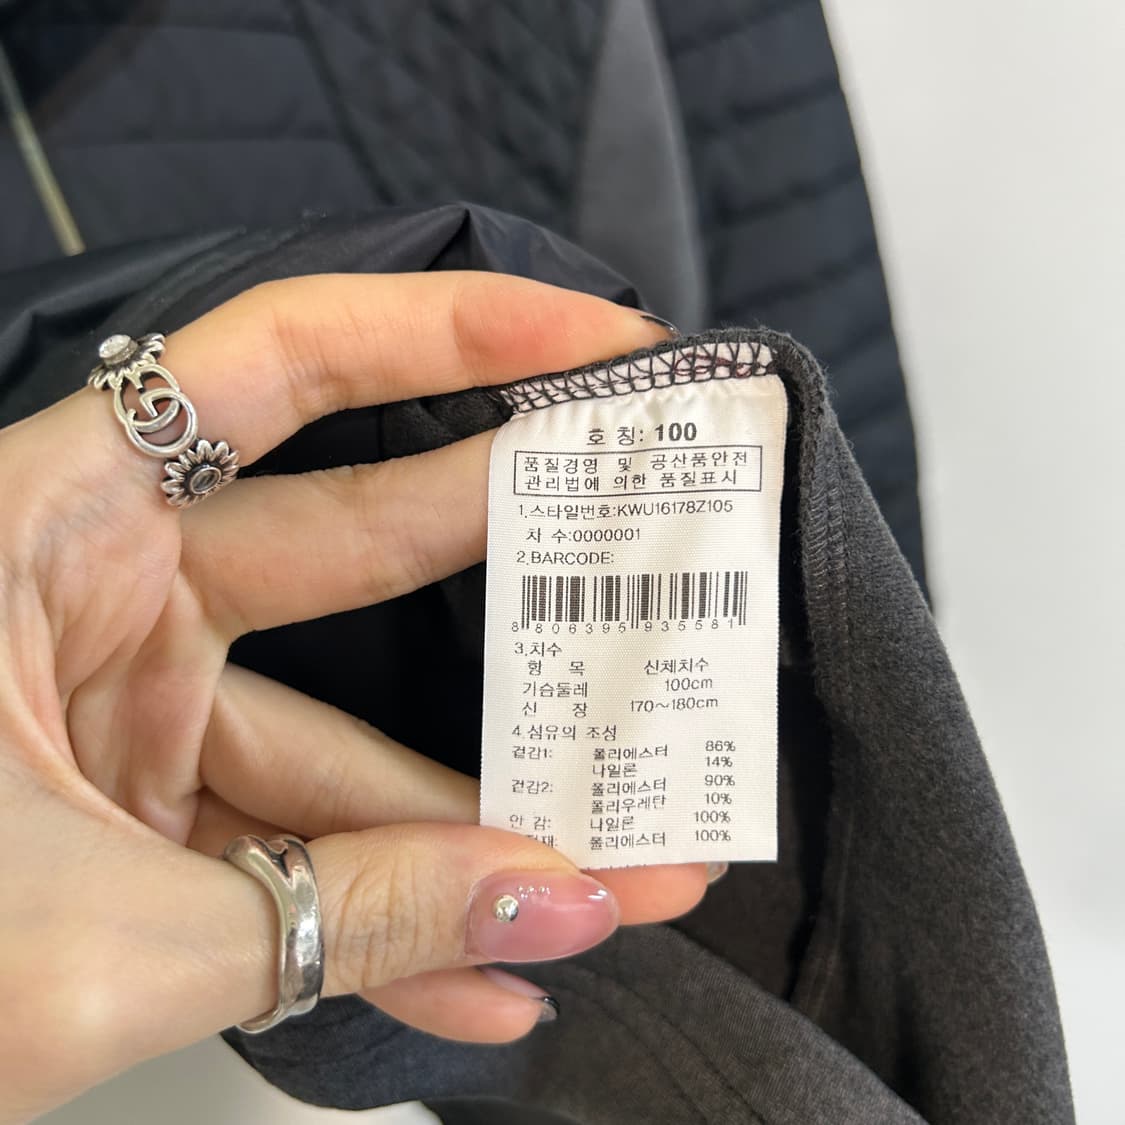 호 칭: 100
품질경영 및 공산품안전
관리법에 의한 품질표시
1.스타일번호:KWU16178Z105
차 수:0000001
2.BARCODE:
8 806395 935581
3.치수
항 목 신체치수
가슴둘레 100cm
신 장 170~180cm
4.섬유의 조성
겉감1: 폴리에스터 86%
나일론 14%
겉감2: 폴리에스터 90%
폴리우레탄 10%
안 감: 나일론 100%
폴리에스터 100%